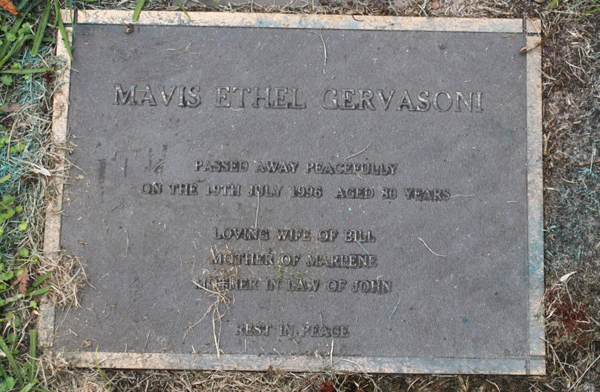 MAVIS ETHEL GERVASONI
PASSED AWAY PEACEFULLY
ON THE 19TH JULY 1996 AGED 80 YEARS
LOVING WIFE OF BILL
MOTHER OF MARLENE
MOTHER IN LAW OF JOHN
REST IN PEACE